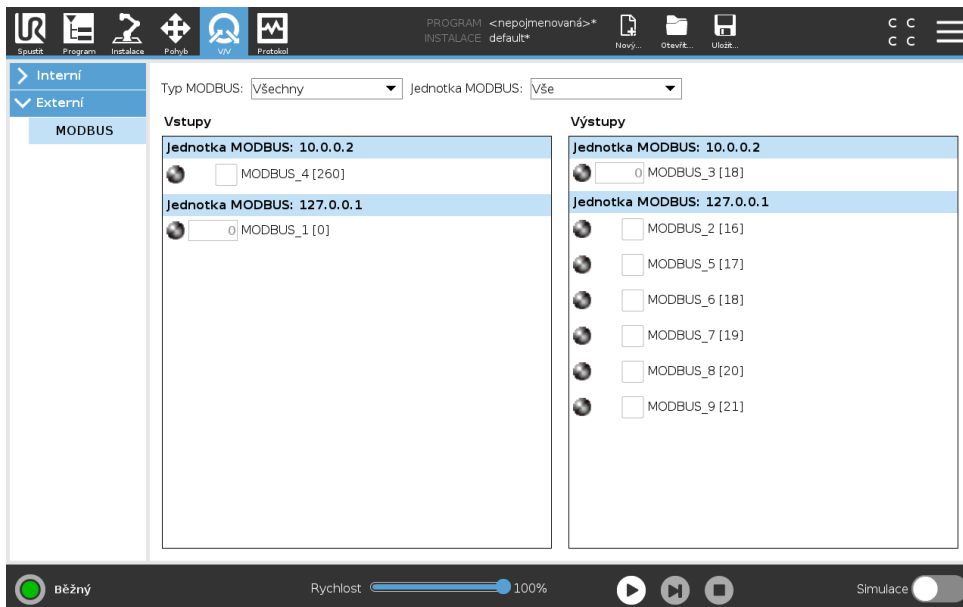 UR
PROGRAM <nepojmenovaná>*
INSTALACE default*
C C
C C
Spustit Program Instalace Pohyb V/V Protokol Nový... Otevřít... Uložit...
Interní
Externí
MODBUS
Typ MODBUS: Všechny Jednotka MODBUS: Vše
Vstupy
Jednotka MODBUS: 10.0.0.2
MODBUS_4 [260]
Jednotka MODBUS: 127.0.0.1
0 MODBUS_1 [0]
Výstupy
Jednotka MODBUS: 10.0.0.2
0 MODBUS_3 [18]
Jednotka MODBUS: 127.0.0.1
MODBUS_2 [16]
MODBUS_5 [17]
MODBUS_6 [18]
MODBUS_7 [19]
MODBUS_8 [20]
MODBUS_9 [21]
Běžný Rychlost 100% Simulace